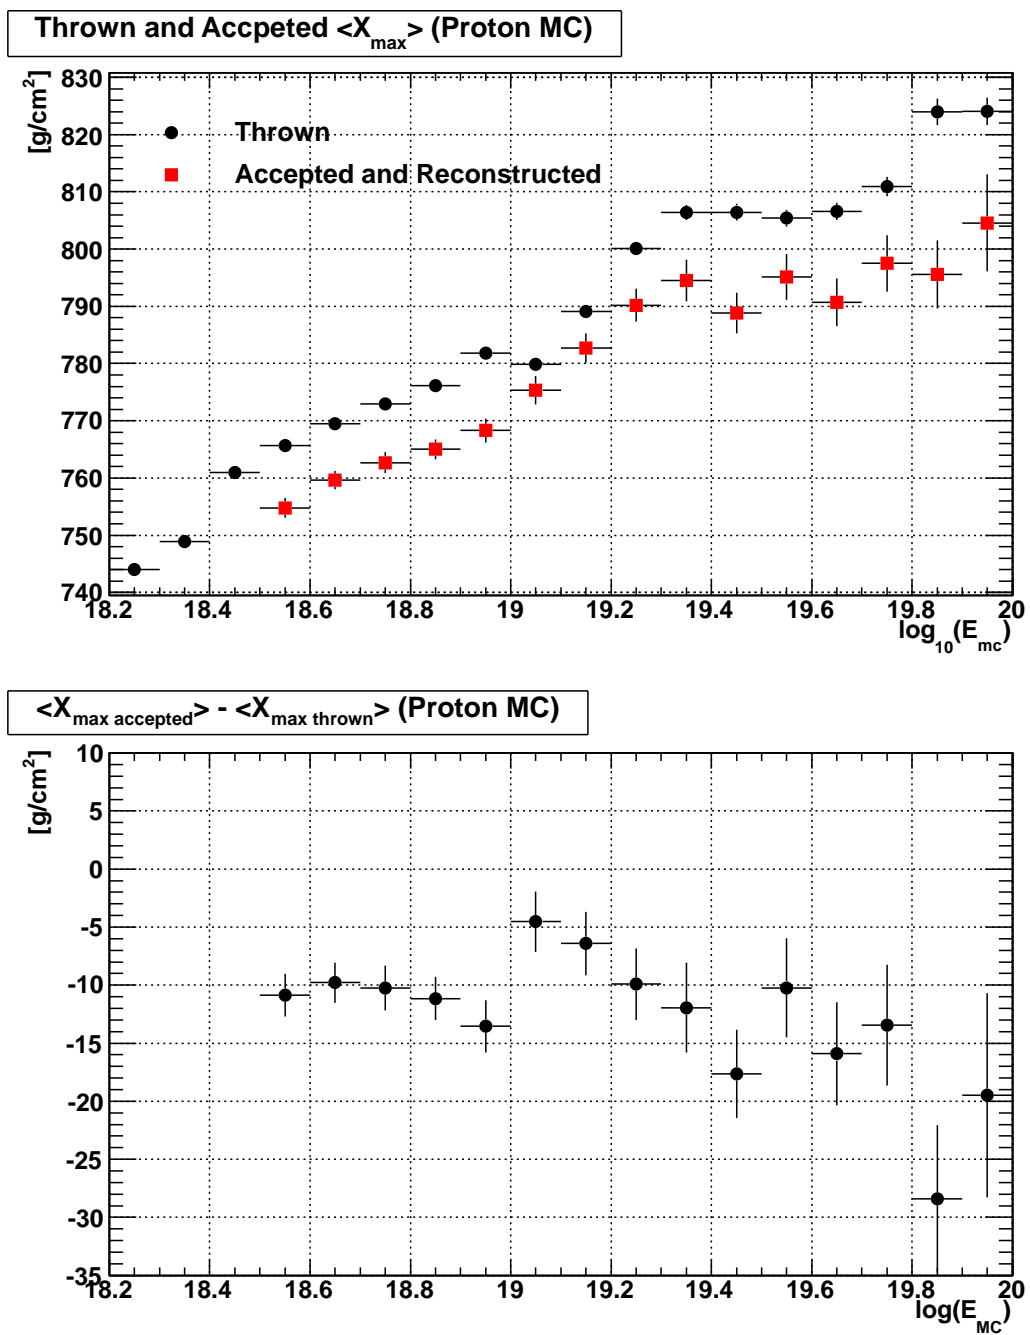 Thrown and Accpeted <X_max> (Proton MC)
[g/cm²]
830
820
810
800
790
780
770
760
750
740
Thrown
Accepted and Reconstructed
18.2 18.4 18.6 18.8 19 19.2 19.4 19.6 19.8 20
log_10(E_mc)
<X_max accepted> - <X_max thrown> (Proton MC)
[g/cm²]
10
5
0
-5
-10
-15
-20
-25
-30
-35
18.2 18.4 18.6 18.8 19 19.2 19.4 19.6 19.8 20
log(E_MC)